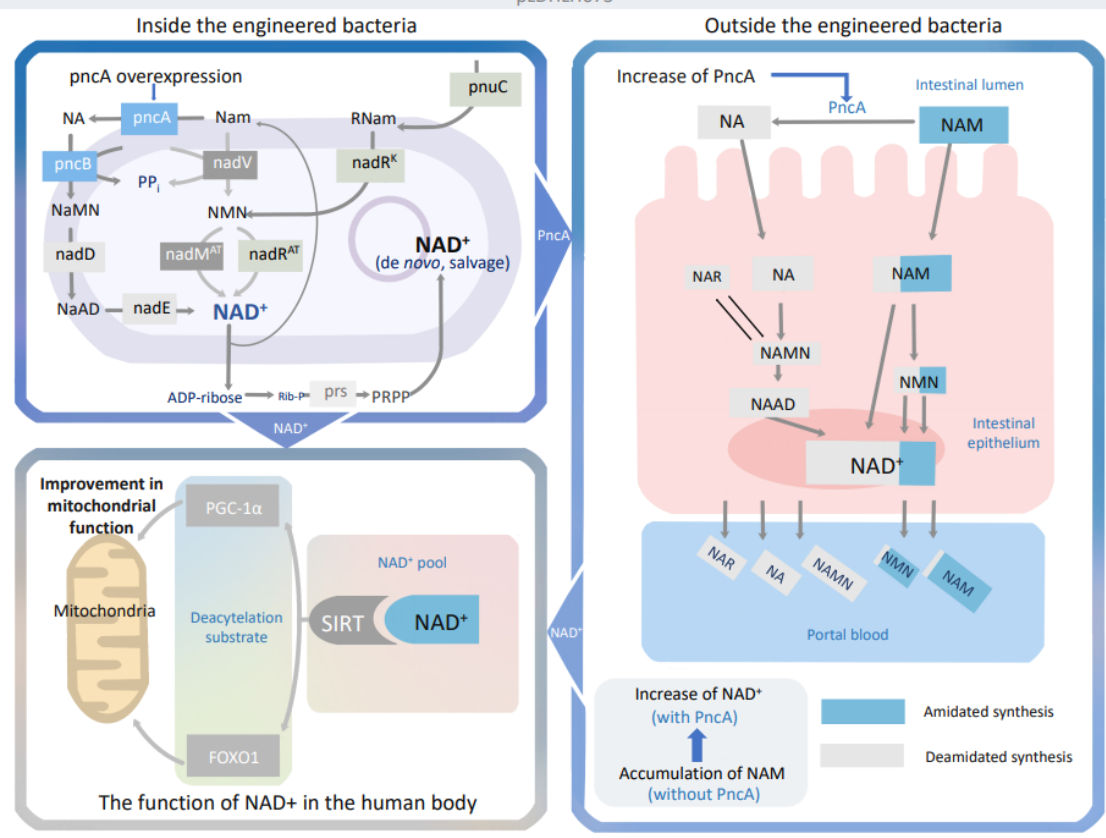 Inside the engineered bacteria
pncA overexpression
NA
pncA
Nam
pnuC
RNam
pncB
nadV
nadRᴷ
PPᵢ
NaMN
NMN
nadD
nadMᴬᵀ
nadRᴬᵀ
NAD⁺
(de novo, salvage)
NaAD
nadE
NAD⁺
ADP-ribose
Rib-P
prs
PRPP
PncA
NAD⁺
Outside the engineered bacteria
Increase of PncA
Intestinal lumen
PncA
NA
NAM
NAR
NA
NAM
NAMN
NMN
NAAD
Intestinal
epithelium
NAD⁺
NAR
NA
NAMN
NMN
NAM
Portal blood
NAD⁺
Increase of NAD⁺
(with PncA)
Accumulation of NAM
(without PncA)
Amidated synthesis
Deamidated synthesis
Improvement in
mitochondrial
function
PGC-1α
NAD⁺ pool
Mitochondria
Deacytelation
substrate
SIRT
NAD⁺
FOXO1
The function of NAD+ in the human body